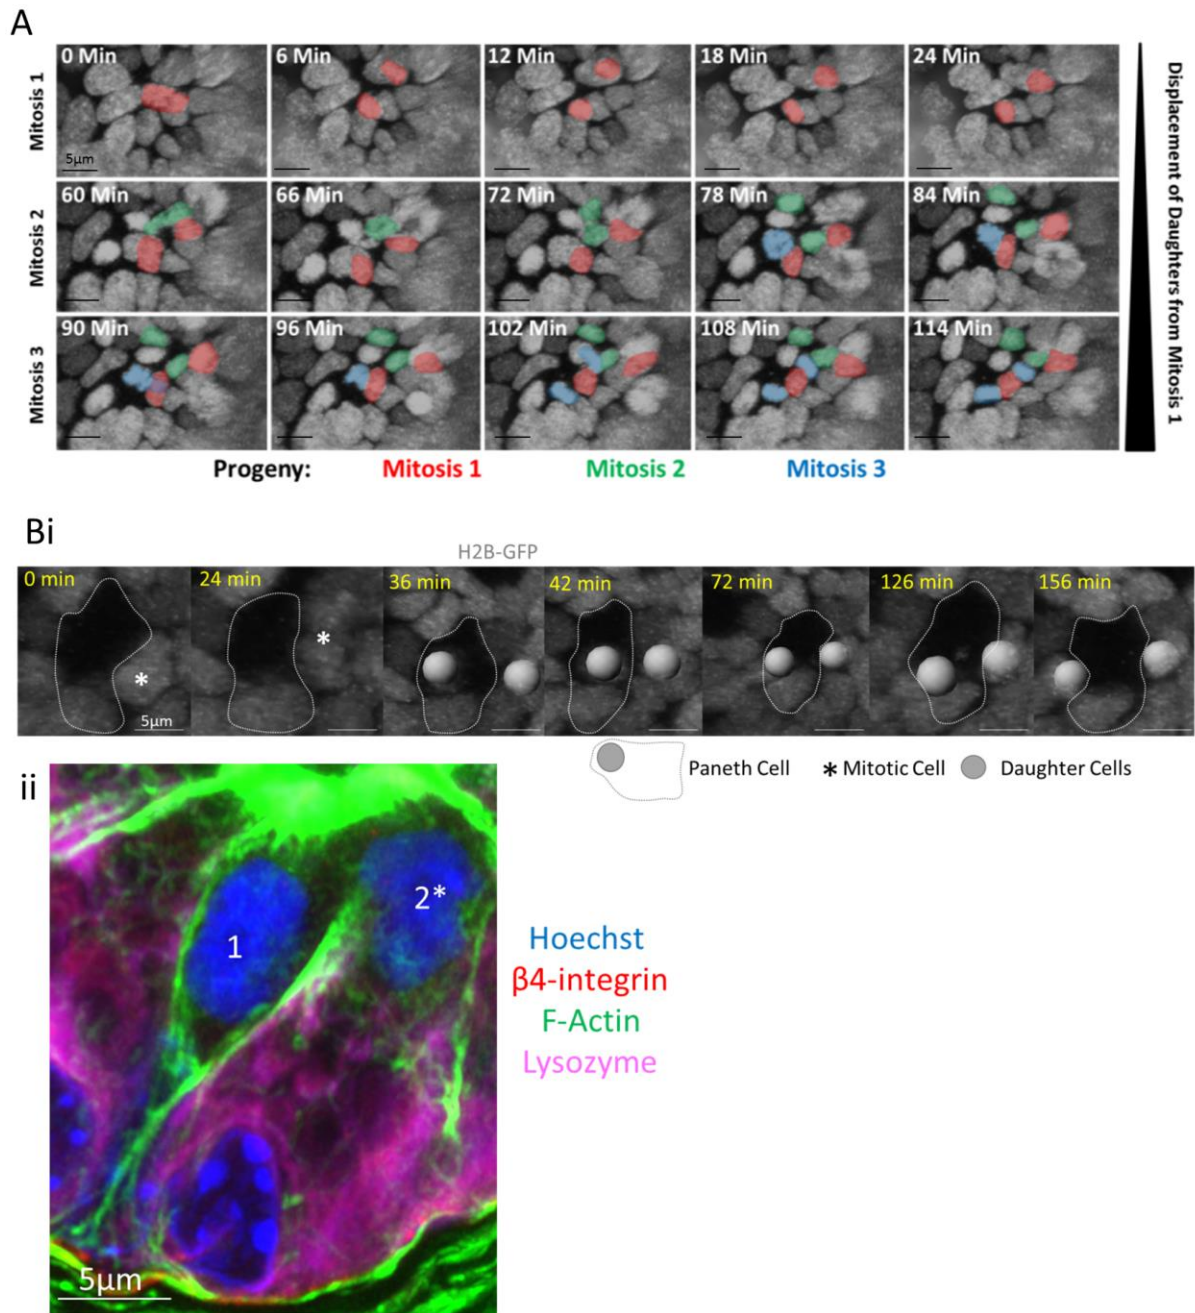 A
0 Min 6 Min 12 Min 18 Min 24 Min
Mitosis 1
5μm
60 Min 66 Min 72 Min 78 Min 84 Min
Mitosis 2
90 Min 96 Min 102 Min 108 Min 114 Min
Mitosis 3
Displacement of Daughters from Mitosis 1
Progeny: Mitosis 1 Mitosis 2 Mitosis 3
Bi
H2B-GFP
0 min 24 min 36 min 42 min 72 min 126 min 156 min
* *
5μm
Paneth Cell * Mitotic Cell Daughter Cells
ii
1 2*
Hoechst
β4-integrin
F-Actin
Lysozyme
5μm